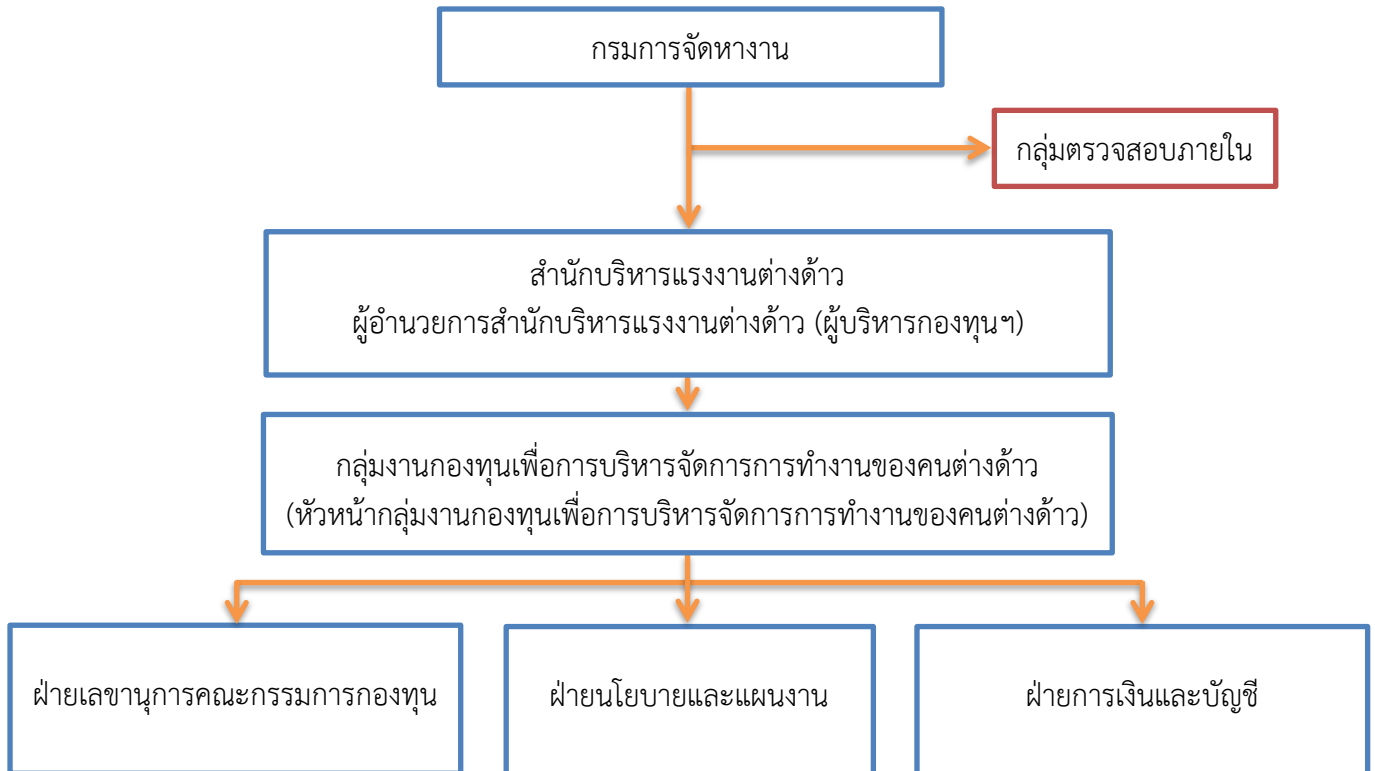 กรมการจัดหางาน
กลุ่มตรวจสอบภายใน
สำนักบริหารแรงงานต่างด้าว
ผู้อำนวยการสำนักบริหารแรงงานต่างด้าว (ผู้บริหารกองทุนฯ)
กลุ่มงานกองทุนเพื่อการบริหารจัดการการทำงานของคนต่างด้าว
(หัวหน้ากลุ่มงานกองทุนเพื่อการบริหารจัดการการทำงานของคนต่างด้าว)
ฝ่ายเลขานุการคณะกรรมการกองทุน
ฝ่ายนโยบายและแผนงาน
ฝ่ายการเงินและบัญชี